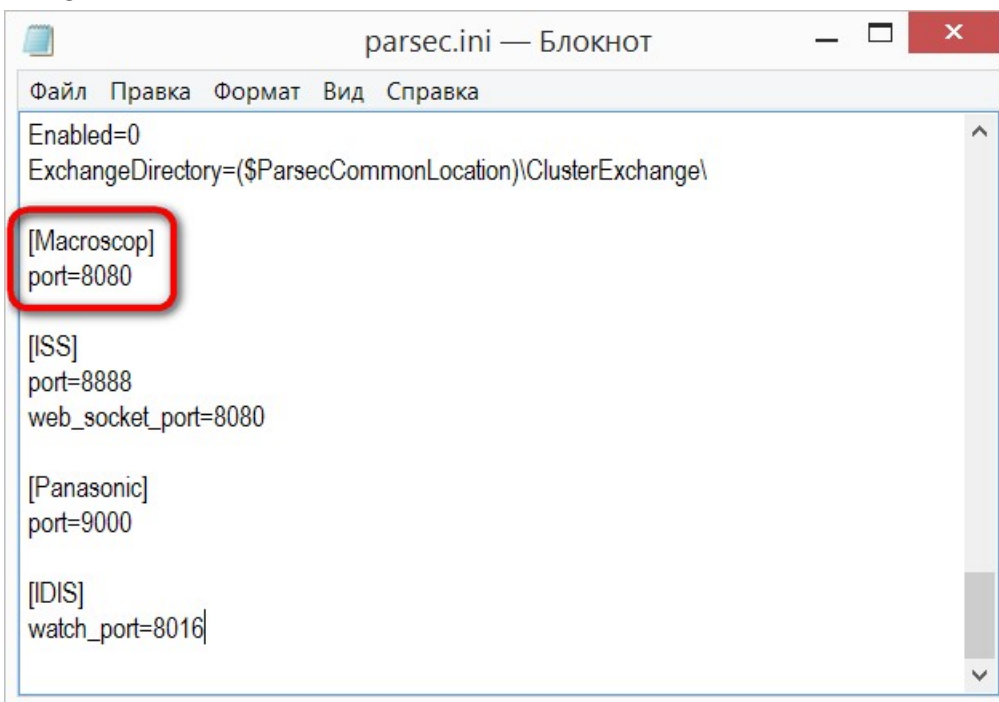 parsec.ini — Блокнот
Файл Правка Формат Вид Справка
Enabled=0
ExchangeDirectory=($ParsecCommonLocation)\ClusterExchange\
[Macroscop]
port=8080
[ISS]
port=8888
web_socket_port=8080
[Panasonic]
port=9000
[IDIS]
watch_port=8016